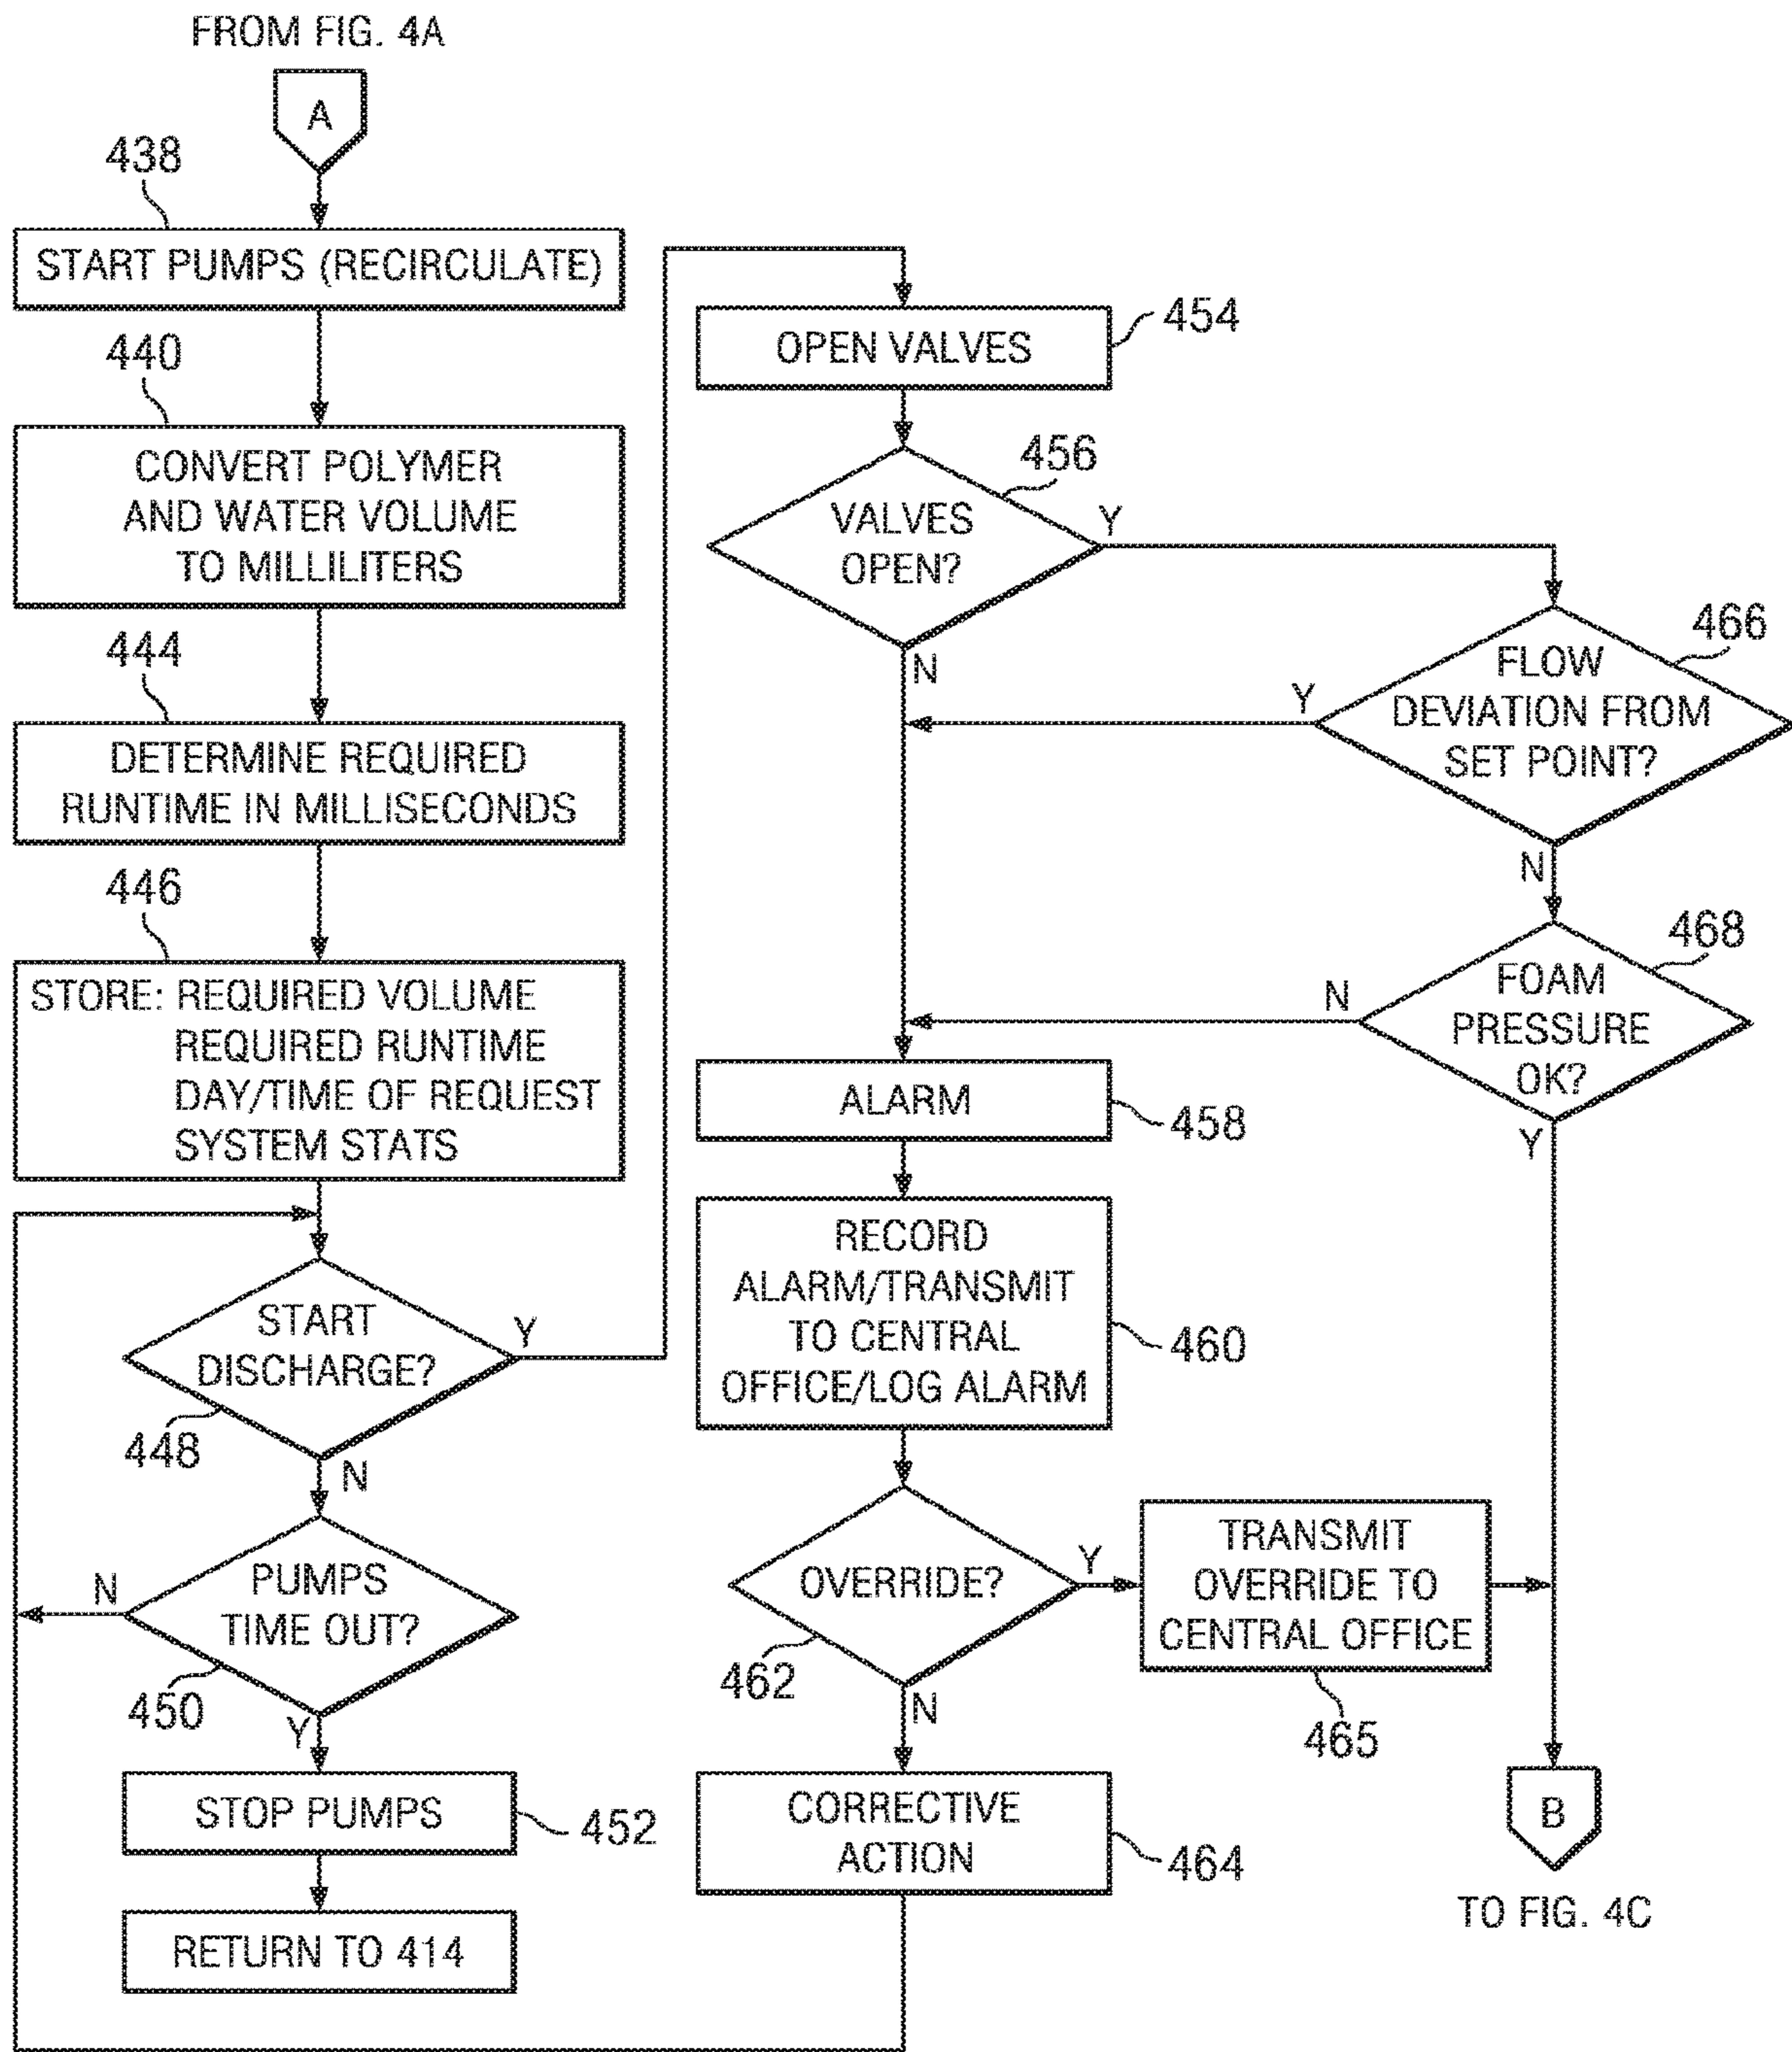 FROM FIG. 4A
A
438
START PUMPS (RECIRCULATE)
440
CONVERT POLYMER
AND WATER VOLUME
TO MILLILITERS
444
DETERMINE REQUIRED
RUNTIME IN MILLISECONDS
446
STORE: REQUIRED VOLUME
REQUIRED RUNTIME
DAY/TIME OF REQUEST
SYSTEM STATS
START
DISCHARGE?
Y
448
N
PUMPS
TIME OUT?
N
450
Y
STOP PUMPS
452
RETURN TO 414
OPEN VALVES
454
456
VALVES
OPEN?
Y
N
466
FLOW
DEVIATION FROM
SET POINT?
Y
N
468
FOAM
PRESSURE
OK?
N
Y
ALARM
458
RECORD
ALARM/TRANSMIT
TO CENTRAL
OFFICE/LOG ALARM
460
OVERRIDE?
Y
462
N
TRANSMIT
OVERRIDE TO
CENTRAL OFFICE
465
CORRECTIVE
ACTION
464
B
TO FIG. 4C